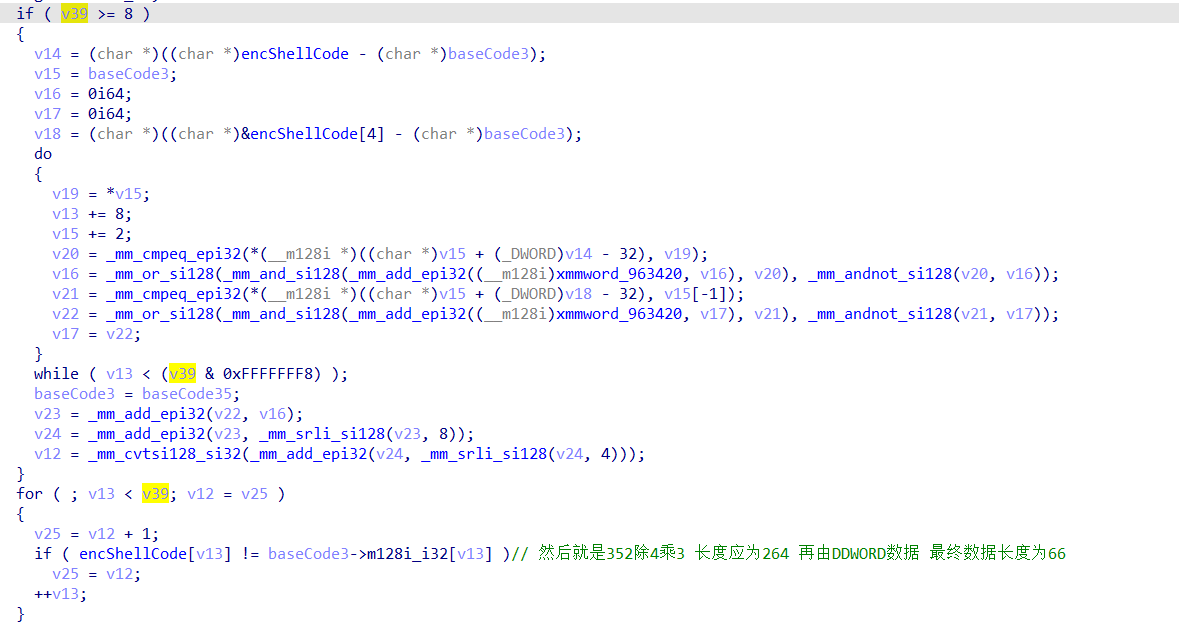 if ( v39 >= 8 )
{
v14 = (char *)((char *)encShellCode - (char *)baseCode3);
v15 = baseCode3;
v16 = 0i64;
v17 = 0i64;
v18 = (char *)((char *)&encShellCode[4] - (char *)baseCode3);
do
{
v19 = *v15;
v13 += 8;
v15 += 2;
v20 = _mm_cmpeq_epi32(*(__m128i *)((char *)v15 + (_DWORD)v14 - 32), v19);
v16 = _mm_or_si128(_mm_and_si128(_mm_add_epi32((__m128i)xmmword_963420, v16), v20), _mm_andnot_si128(v20, v16));
v21 = _mm_cmpeq_epi32(*(__m128i *)((char *)v15 + (_DWORD)v18 - 32), v15[-1]);
v22 = _mm_or_si128(_mm_and_si128(_mm_add_epi32((__m128i)xmmword_963420, v17), v21), _mm_andnot_si128(v21, v17));
v17 = v22;
}
while ( v13 < (v39 & 0xFFFFFFF8) );
baseCode3 = baseCode35;
v23 = _mm_add_epi32(v22, v16);
v24 = _mm_add_epi32(v23, _mm_srli_si128(v23, 8));
v12 = _mm_cvtsi128_si32(_mm_add_epi32(v24, _mm_srli_si128(v24, 4)));
}
for ( ; v13 < v39; v12 = v25 )
{
v25 = v12 + 1;
if ( encShellCode[v13] != baseCode3->m128i_i32[v13] )// 然后就是352除4乘3 长度应为264 再由DDWORD数据 最终数据长度为66
v25 = v12;
++v13;
}